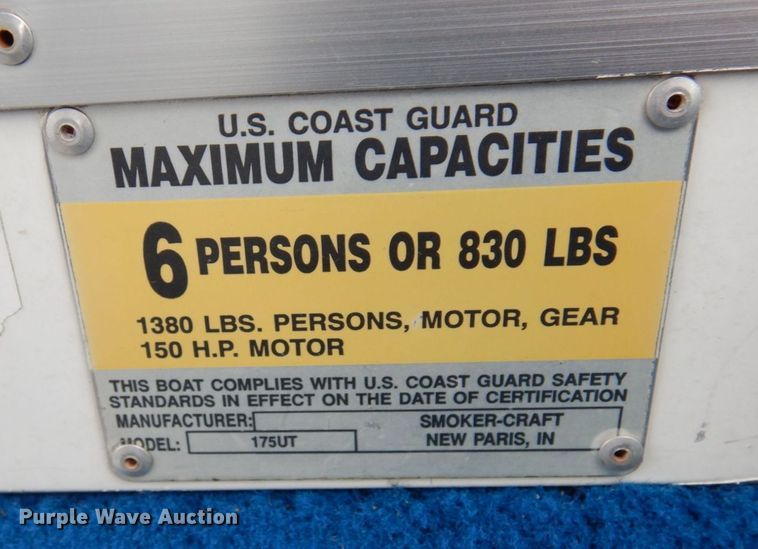 U.S. COAST GUARD
MAXIMUM CAPACITIES
6 PERSONS OR 830 LBS
1380 LBS. PERSONS, MOTOR, GEAR
150 H.P. MOTOR
THIS BOAT COMPLIES WITH U.S. COAST GUARD SAFETY
STANDARDS IN EFFECT ON THE DATE OF CERTIFICATION
MANUFACTURER: SMOKER-CRAFT
MODEL: 175UT NEW PARIS, IN
Purple Wave Auction